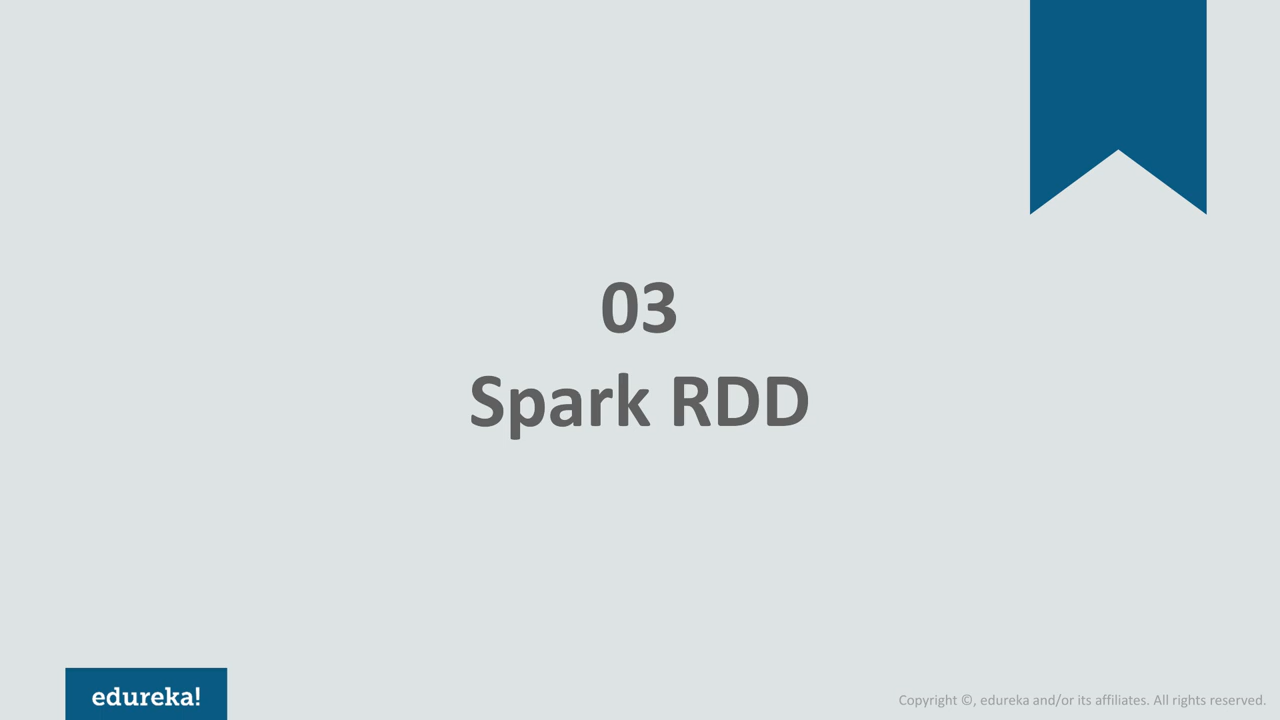 03
Spark RDD
edureka!
Copyright ©, edureka and/or its affiliates. All rights reserved.